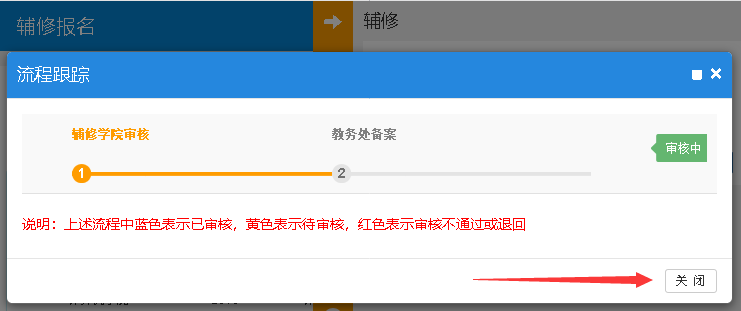 辅修报名
辅修
流程跟踪
辅修学院审核
教务处备案
审核中
1
2
说明：上述流程中蓝色表示已审核，黄色表示待审核，红色表示审核不通过或退回
关 闭